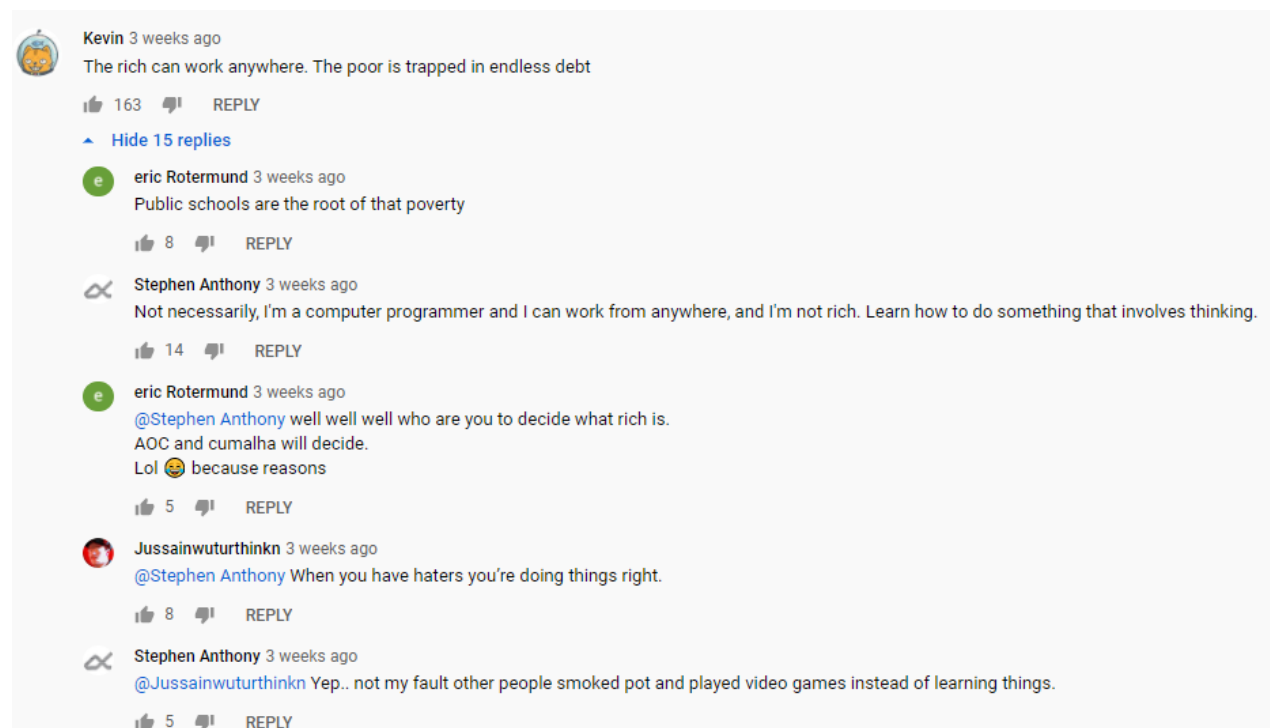 Kevin 3 weeks ago
The rich can work anywhere. The poor is trapped in endless debt
163 REPLY
Hide 15 replies
e
eric Rotermund 3 weeks ago
Public schools are the root of that poverty
8 REPLY
Stephen Anthony 3 weeks ago
Not necessarily, I'm a computer programmer and I can work from anywhere, and I'm not rich. Learn how to do something that involves thinking.
14 REPLY
e
eric Rotermund 3 weeks ago
@Stephen Anthony well well well who are you to decide what rich is.
AOC and cumalha will decide.
Lol 😂 because reasons
5 REPLY
Jussainwuturthinkn 3 weeks ago
@Stephen Anthony When you have haters you’re doing things right.
8 REPLY
Stephen Anthony 3 weeks ago
@Jussainwuturthinkn Yep.. not my fault other people smoked pot and played video games instead of learning things.
5 REPLY